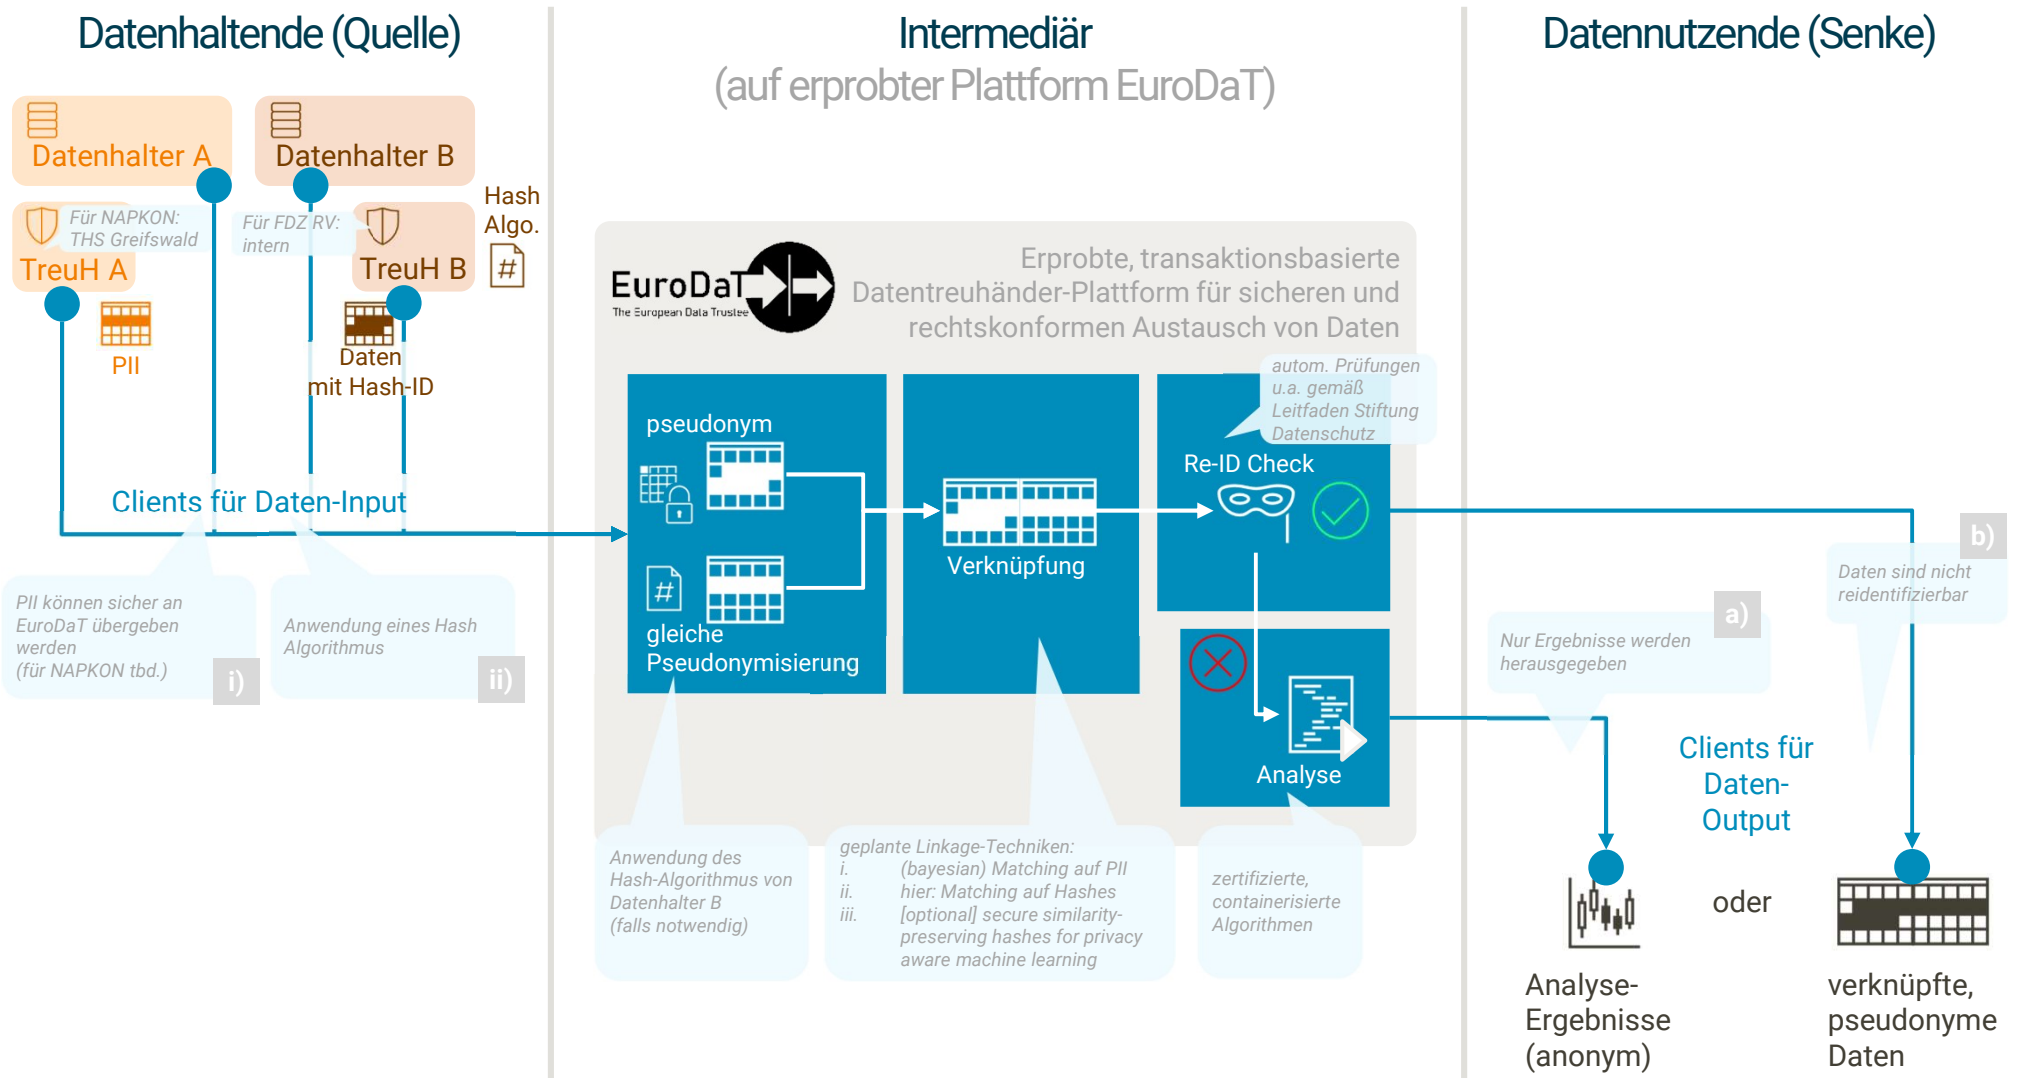 Datenhaltende (Quelle)
Datenhalter A
Datenhalter B
Für NAPKON:
THS Greifswald
TreuH A
Für FDZ RV:
intern
TreuH B
Hash
Algo.
#
PII
Daten
mit Hash-ID
Clients für Daten-Input
PII können sicher an
EuroDaT übergeben
werden
(für NAPKON tbd.)
i)
Anwendung eines Hash
Algorithmus
ii)
Intermediär
(auf erprobter Plattform EuroDaT)
EuroDaT
The European Data Trustee
Erprobte, transaktionsbasierte
Datentreuhänder-Plattform für sicheren und
rechtskonformen Austausch von Daten
pseudonym
#
gleiche
Pseudonymisierung
Verknüpfung
autom. Prüfungen
u.a. gemäß
Leitfaden Stiftung
Datenschutz
Re-ID Check
Analyse
Anwendung des
Hash-Algorithmus von
Datenhalter B
(falls notwendig)
geplante Linkage-Techniken:
i. (bayesian) Matching auf PII
ii. hier: Matching auf Hashes
iii. [optional] secure similarity-
preserving hashes for privacy
aware machine learning
zertifizierte,
containerisierte
Algorithmen
Datennutzende (Senke)
b)
Daten sind nicht
reidentifizierbar
a)
Nur Ergebnisse werden
herausgegeben
Clients für
Daten-
Output
oder
Analyse-
Ergebnisse
(anonym)
verknüpfte,
pseudonyme
Daten